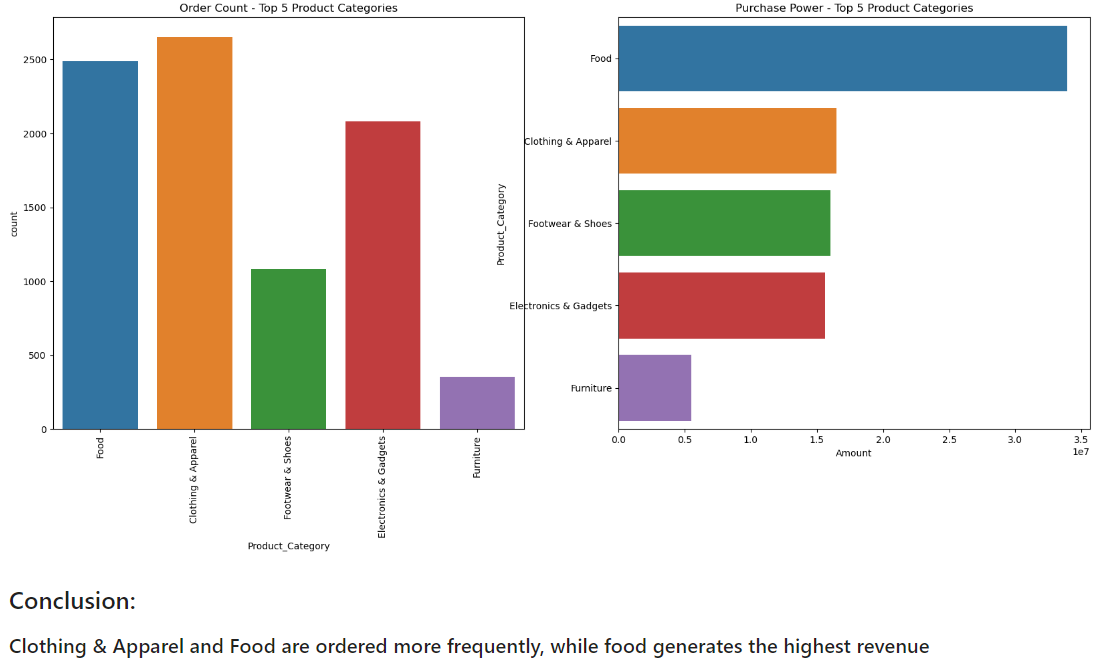 Order Count - Top 5 Product Categories
2500
2000
1500
1000
500
0
count
Food
Clothing & Apparel
Footwear & Shoes
Electronics & Gadgets
Furniture
Product_Category
Purchase Power - Top 5 Product Categories
Product_Category
Food
Clothing & Apparel
Footwear & Shoes
Electronics & Gadgets
Furniture
0.0 0.5 1.0 1.5 2.0 2.5 3.0 3.5
1e7
Amount
Conclusion:
Clothing & Apparel and Food are ordered more frequently, while food generates the highest revenue